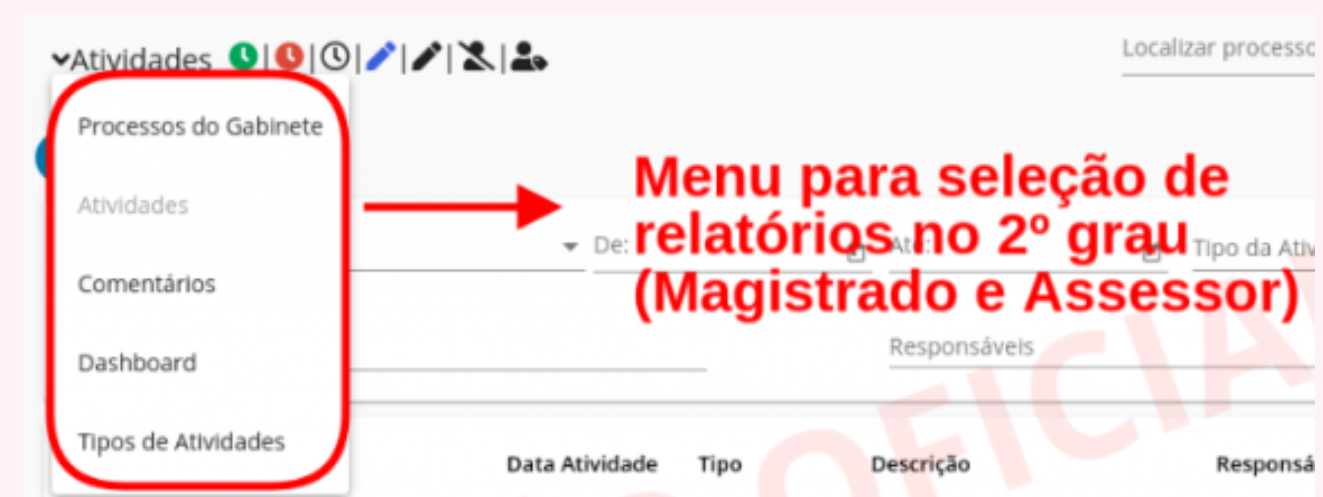 Atividades
Localizar processo
Processos do Gabinete
Atividades
Comentários
Dashboard
Tipos de Atividades
Menu para seleção de
relatórios no 2º grau
(Magistrado e Assessor)
De:
Até:
Tipo da Ativ
Responsáveis
Data Atividade Tipo Descrição Responsá
OFICIAL